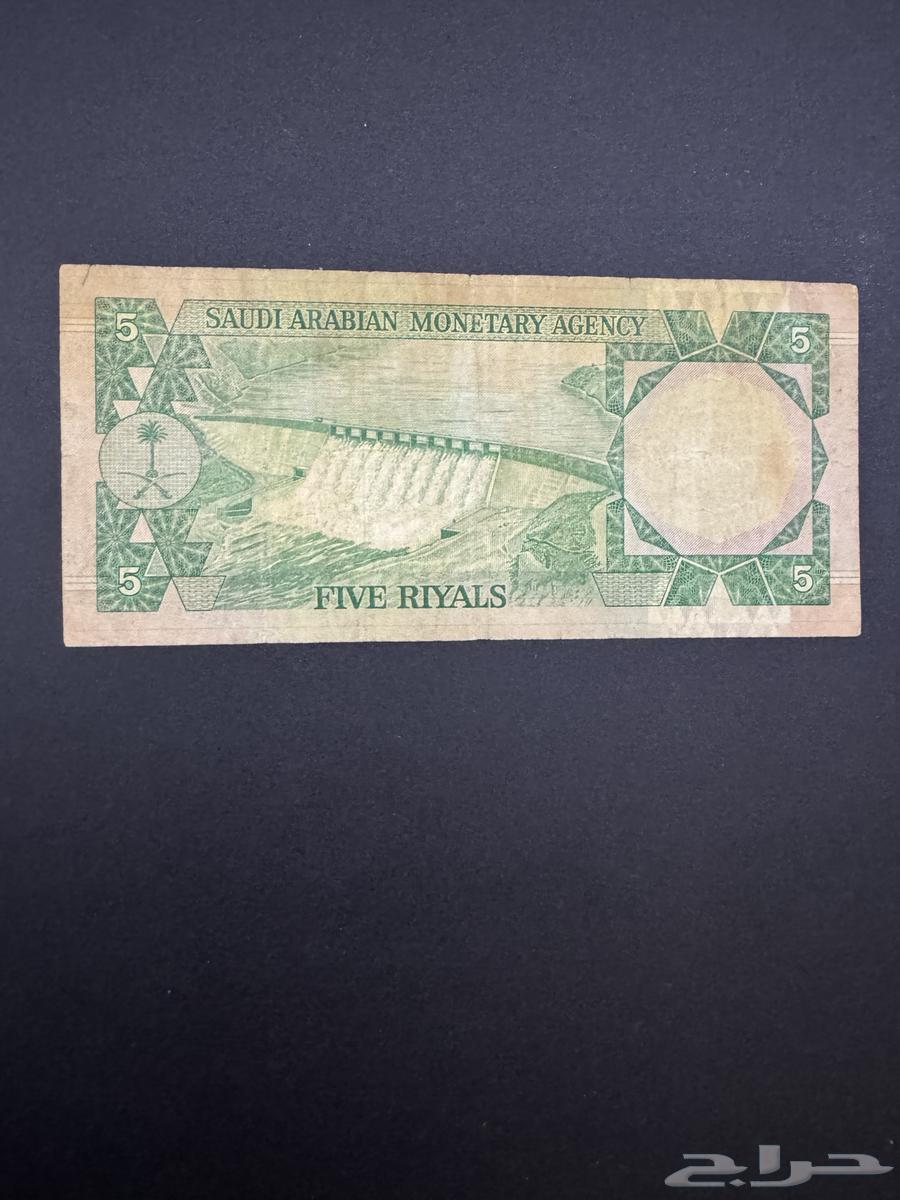 5 SAUDI ARABIAN MONETARY AGENCY 5
5 FIVE RIYALS 5
حراج